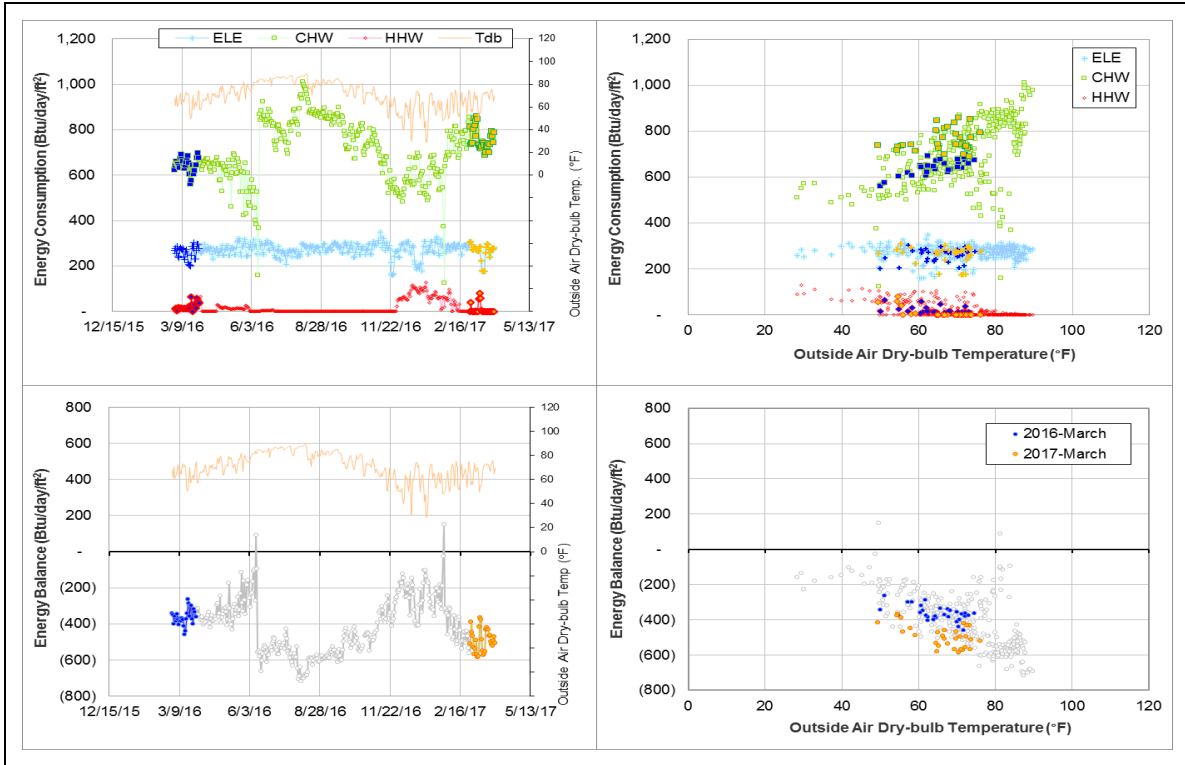 ELE CHW HHW Tdb
Energy Consumption (Btu/day/ft²)
1,200
1,000
800
600
400
200
-
12/15/15 3/9/16 6/3/16 8/28/16 11/22/16 2/16/17 5/13/17
120
100
80
60
40
20
0
Outside Air Dry-bulb Temp. (°F)
Energy Consumption (Btu/day/ft²)
1,200
1,000
800
600
400
200
-
0 20 40 60 80 100 120
Outside Air Dry-bulb Temperature (°F)
ELE
CHW
HHW
Energy Balance (Btu/day/ft²)
800
600
400
200
-
(200)
(400)
(600)
(800)
12/15/15 3/9/16 6/3/16 8/28/16 11/22/16 2/16/17 5/13/17
120
100
80
60
40
20
0
Outside Air Dry-bulb Temp (°F)
Energy Balance (Btu/day/ft²)
800
600
400
200
-
(200)
(400)
(600)
(800)
0 20 40 60 80 100 120
Outside Air Dry-bulb Temperature (°F)
2016-March
2017-March